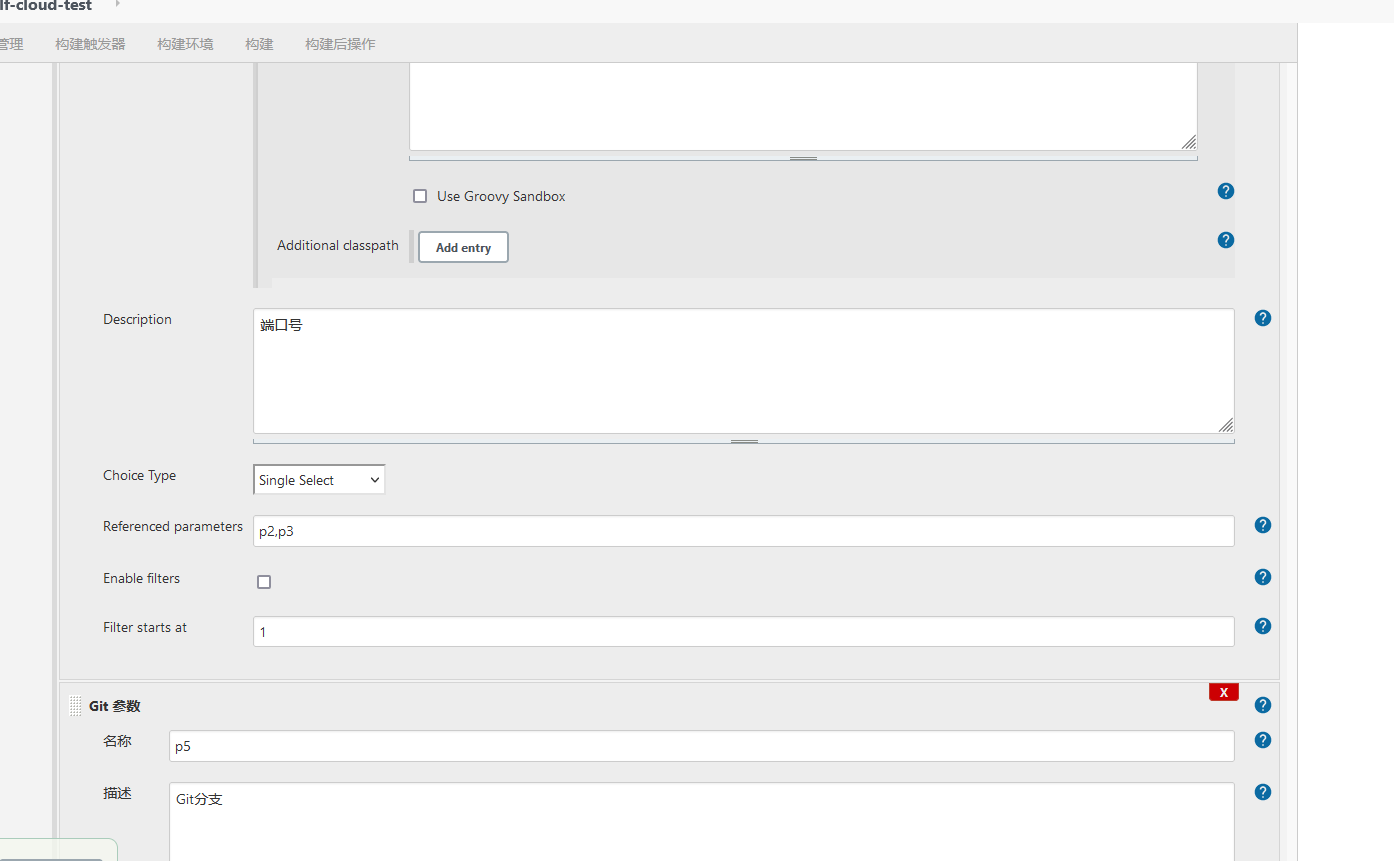 lf-cloud-test
管理 构建触发器 构建环境 构建 构建后操作
Use Groovy Sandbox
Additional classpath Add entry
Description 端口号
Choice Type Single Select
Referenced parameters p2,p3
Enable filters
Filter starts at 1
X
Git 参数
名称 p5
描述 Git分支